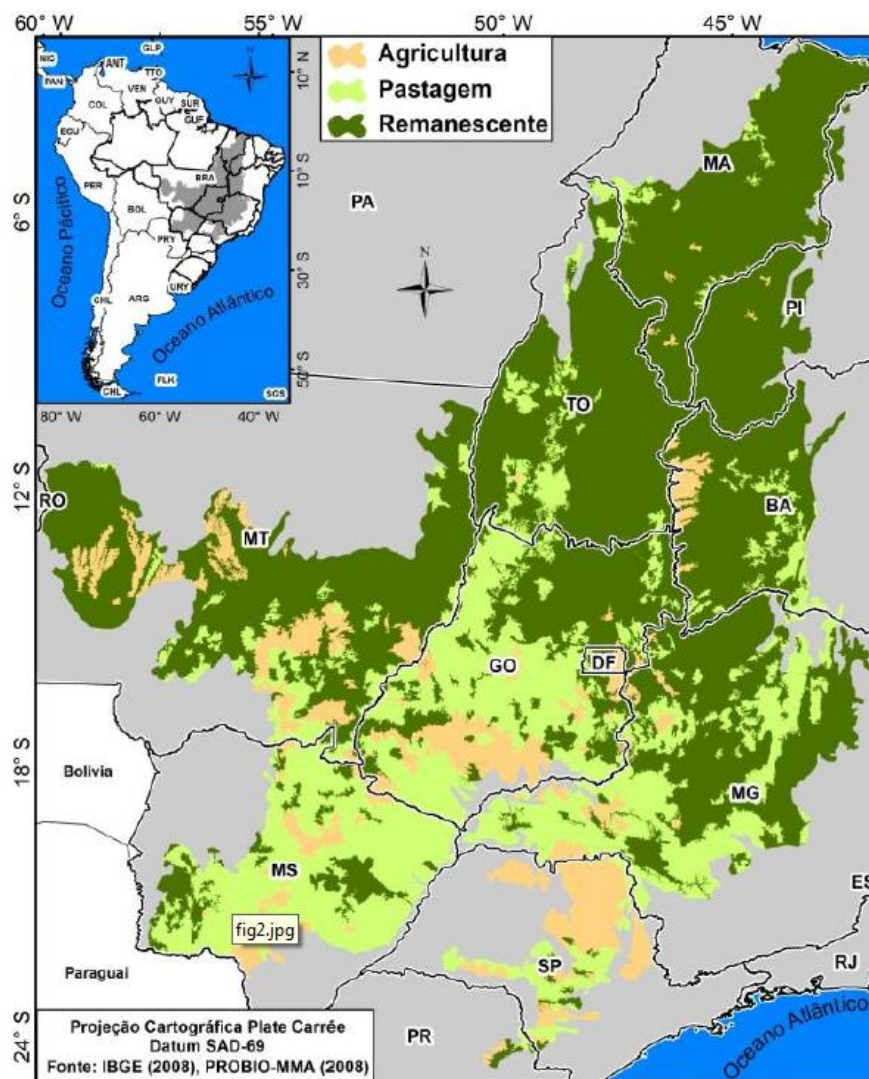 60° W
50° W
45° W
NIC
PAN
GLP
ANT
TTO
VEN
COL
GUY
SUR
GUF
ECU
BRA
PER
BOL
PRY
CHL
ARG
URY
FLK
CHL
SGS
N
Oceano Pácífico
Oceano Atlântico
10° N
10° S
30° S
50° S
80° W
60° W
40° W
Agricultura
Pastagem
Remanescente
6° S
12° S
18° S
24° S
N
PA
MA
PI
TO
BA
RO
MT
GO
DF
MG
MS
SP
ES
RJ
PR
Bolivia
Paraguai
fig2.jpg
Oceano Atlântico
Projeção Cartográfica Plate Carrée
Datum SAD-69
Fonte: IBGE (2008), PROBIO-MMA (2008)